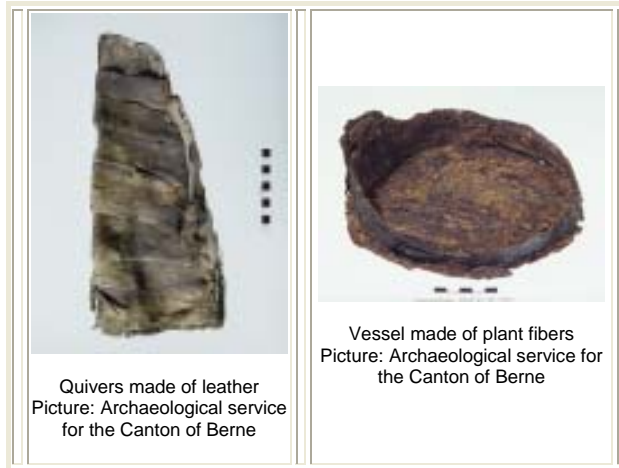 Quivers made of leather
Picture: Archaeological service
for the Canton of Berne
Vessel made of plant fibers
Picture: Archaeological service for
the Canton of Berne